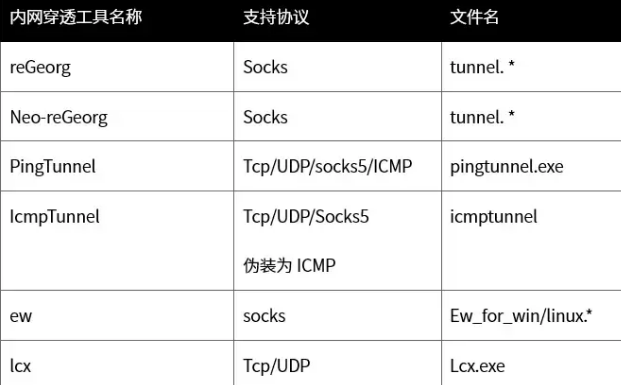 内网穿透工具名称 支持协议 文件名
reGeorg Socks tunnel. *
Neo-reGeorg Socks tunnel. *
PingTunnel Tcp/UDP/socks5/ICMP pingtunnel.exe
IcmpTunnel Tcp/UDP/Socks5 icmptunnel
伪装为 ICMP
ew socks Ew_for_win/linux.*
lcx Tcp/UDP Lcx.exe